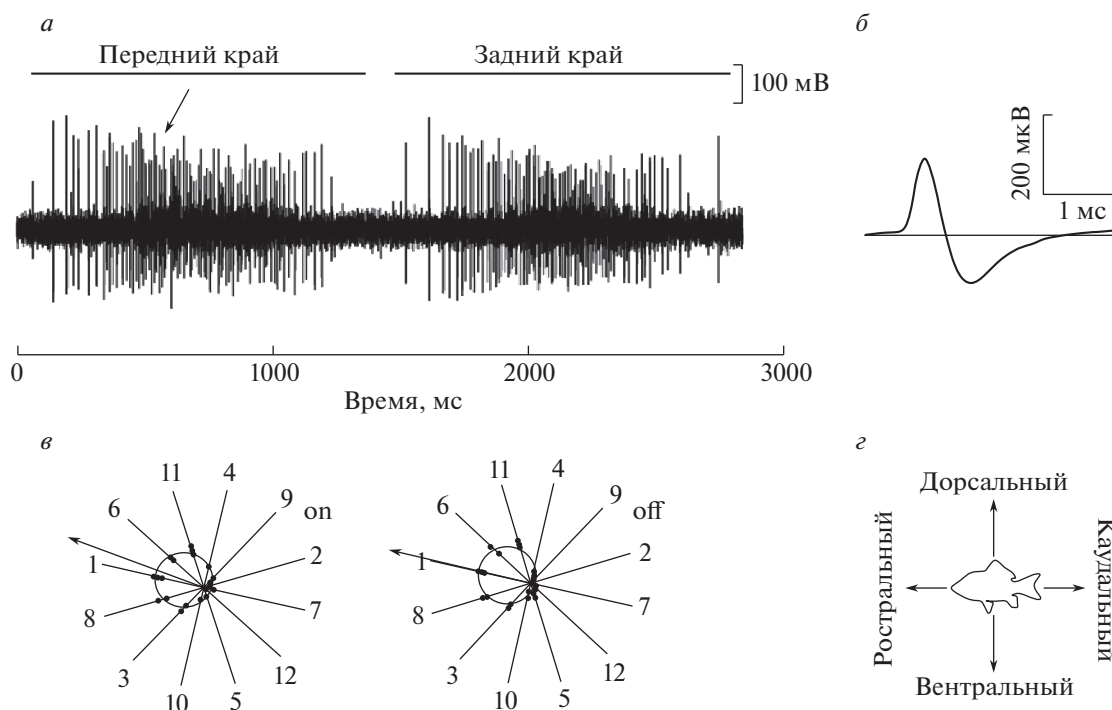 а
Передний край
Задний край
100 мВ
0
1000
2000
3000
Время, мс
б
200 мкВ
1 мс
в
11
4
6
9
on
1
2
8
7
3
12
10
5
11
4
6
9
off
1
2
8
7
3
12
10
5
г
Дорсальный
Ростральный
Каудальный
Вентральный